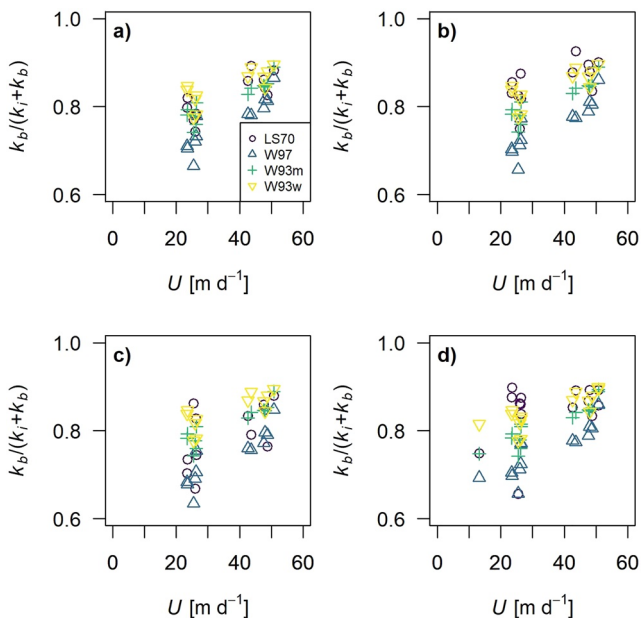 a)
1.0
0.8
0.6
k_b/(k_i+k_b)
LS70
W97
W93m
W93w
0 20 40 60
U [m d⁻¹]
b)
1.0
0.8
0.6
k_b/(k_i+k_b)
0 20 40 60
U [m d⁻¹]
c)
1.0
0.8
0.6
k_b/(k_i+k_b)
0 20 40 60
U [m d⁻¹]
d)
1.0
0.8
0.6
k_b/(k_i+k_b)
0 20 40 60
U [m d⁻¹]